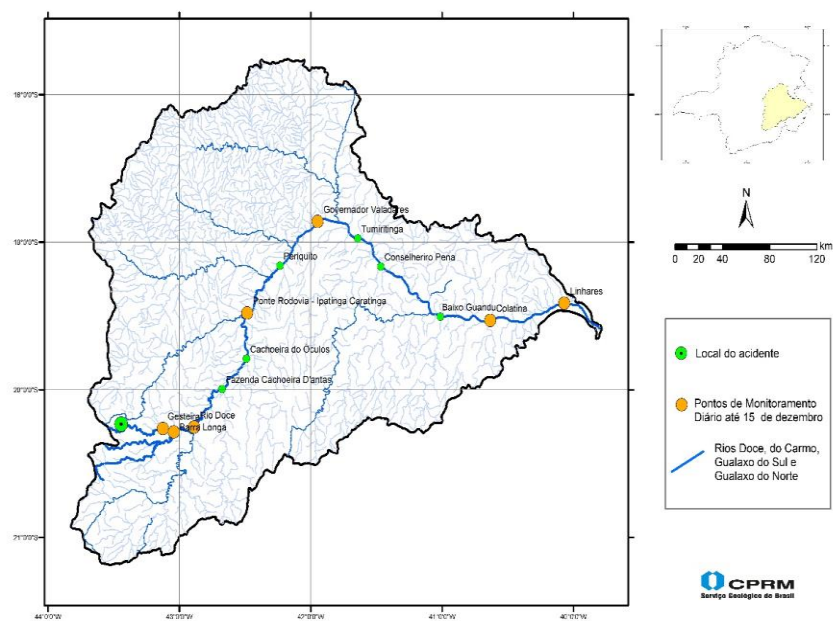 18°0'0"S
19°0'0"S
20°0'0"S
21°0'0"S
44°0'0"W
43°0'0"W
42°0'0"W
41°0'0"W
40°0'0"W
Governador Valadares
Tumiritinga
Periquito
Conselheriro Pena
Linhares
Ponte Rodovia - Ipatinga Caratinga
Baixo Guandu
Colatina
Cachoeira do Óculos
Fazenda Cachoeira D'antas
Gesteira
Rio Doce
Barra Longa
N
0 10 20 40 60 80 120
km
Local do acidente
Pontos de Monitoramento
Diário até 15 de dezembro
Rios Doce, do Carmo,
Gualaxo do Sul e
Gualaxo do Norte
CPRM
Serviço Geológico do Brasil